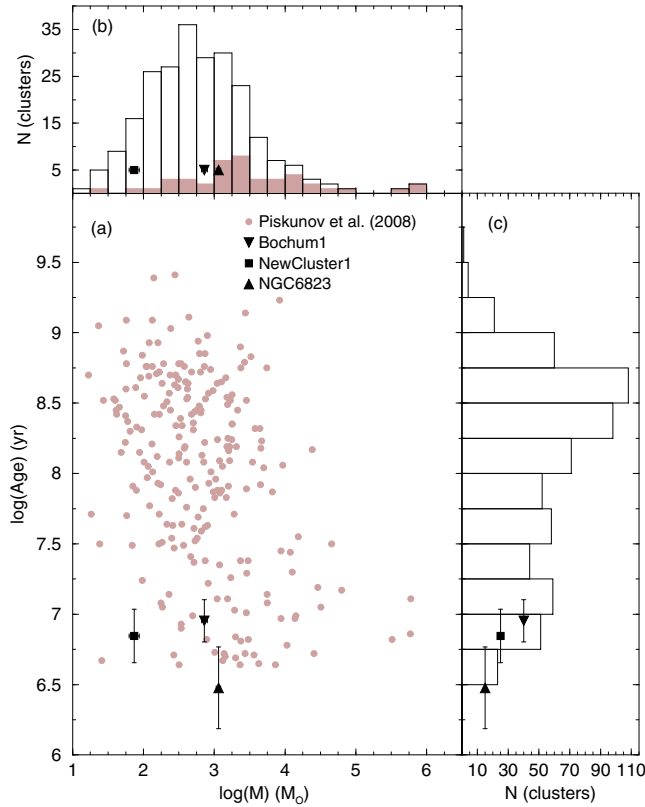 35
25
15
5
N (clusters)
(b)
(a)
Piskunov et al. (2008)
Bochum1
NewCluster1
NGC6823
(c)
9.5
9
8.5
8
7.5
7
6.5
6
log(Age) (yr)
1 2 3 4 5 6
log(M) (M_O)
10 30 50 70 90 110
N (clusters)